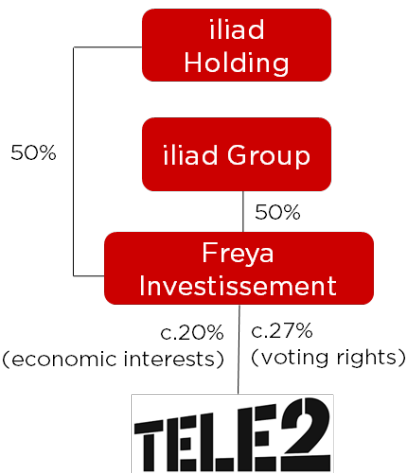 iliad
Holding
50%
iliad Group
50%
Freya
Investissement
c.20%
(economic interests)
c.27%
(voting rights)
TELE2